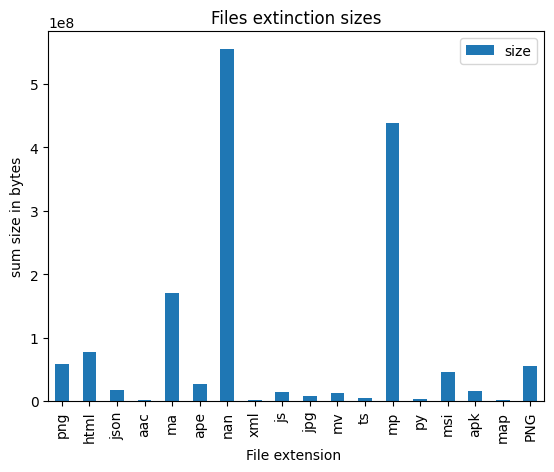 Files extinction sizes
1e8
size
5
4
3
2
1
0
sum size in bytes
png
html
json
aac
ma
ape
nan
xml
js
jpg
mv
ts
mp
py
msi
apk
map
PNG
File extension